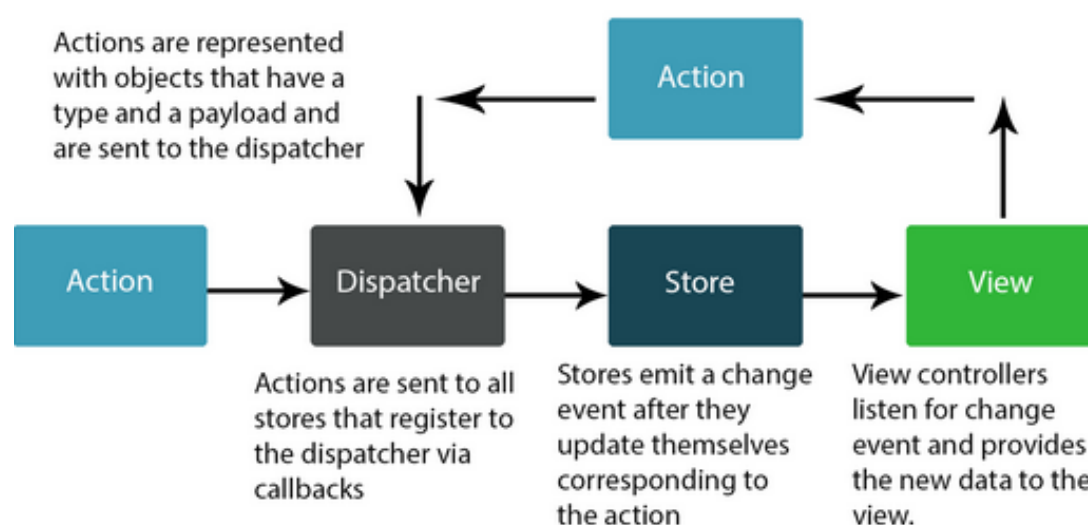 Actions are represented
with objects that have a
type and a payload and
are sent to the dispatcher
Action
Action
Dispatcher
Store
View
Actions are sent to all
stores that register to
the dispatcher via
callbacks
Stores emit a change
event after they
update themselves
corresponding to
the action
View controllers
listen for change
event and provides
the new data to the
view.